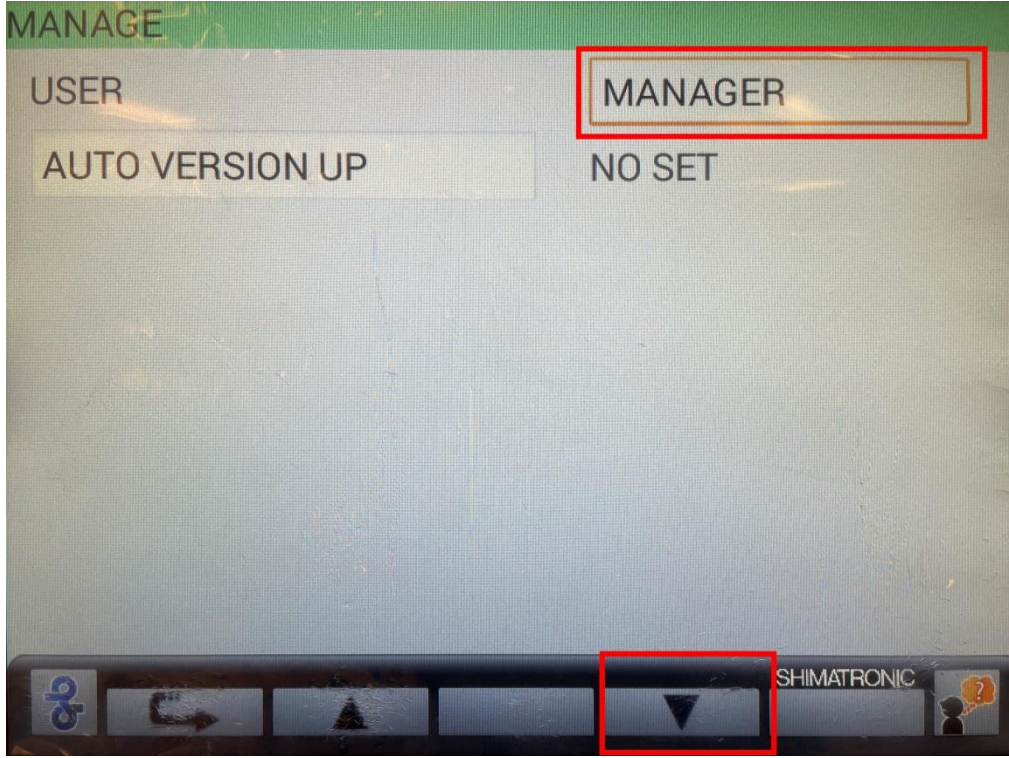 MANAGE
USER MANAGER
AUTO VERSION UP NO SET
SHIMATRONIC
?